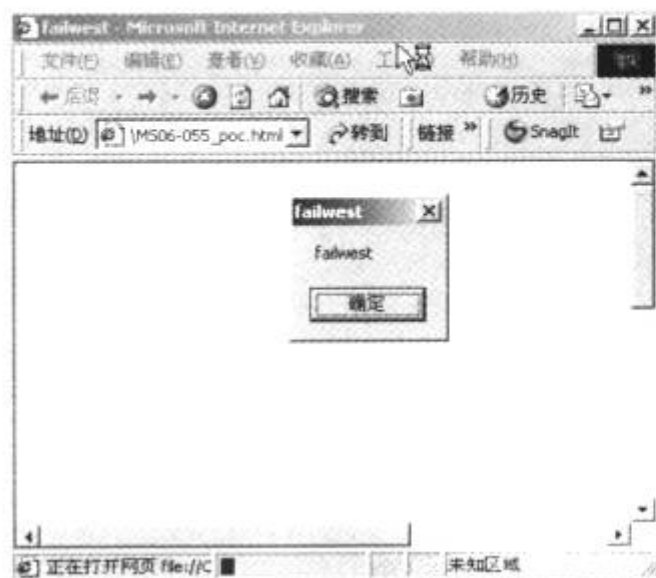 failwest - Microsoft Internet Explorer
文件(F) 编辑(E) 查看(V) 收藏(A) 帮助(H)
后退 搜索 历史 »
地址(D) \MS06-055_poc.html 转到 链接 » SnagIt
failwest
failwest
确定
正在打开网页 file://C 未知区域